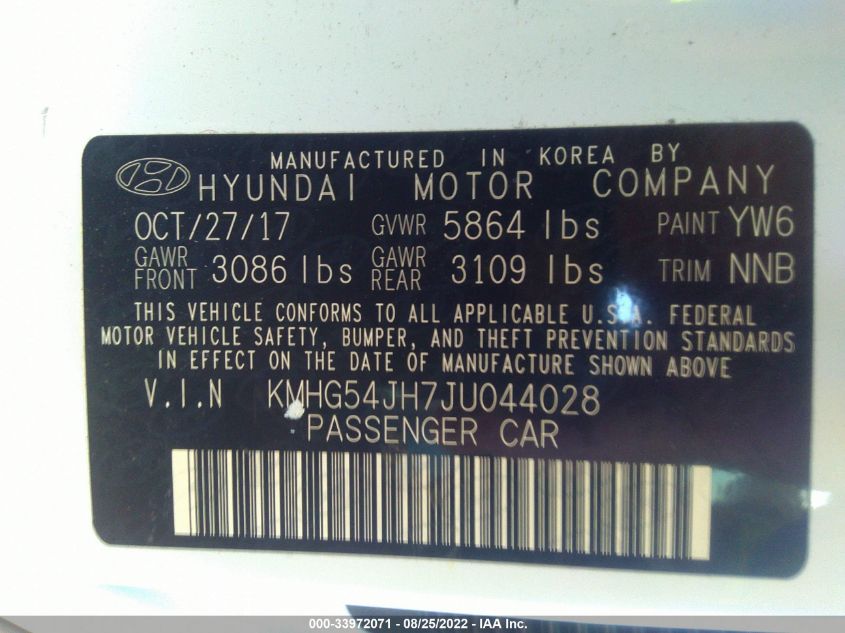 MANUFACTURED IN KOREA BY
HYUNDAI MOTOR COMPANY
OCT/27/17 GVWR 5864 lbs PAINT YW6
GAWR FRONT 3086 lbs GAWR REAR 3109 lbs TRIM NNB
THIS VEHICLE CONFORMS TO ALL APPLICABLE U.S.A. FEDERAL
MOTOR VEHICLE SAFETY, BUMPER, AND THEFT PREVENTION STANDARDS
IN EFFECT ON THE DATE OF MANUFACTURE SHOWN ABOVE
V.I.N KMHG54JH7JU044028
PASSENGER CAR
000-33972071 - 08/25/2022 - IAA Inc.